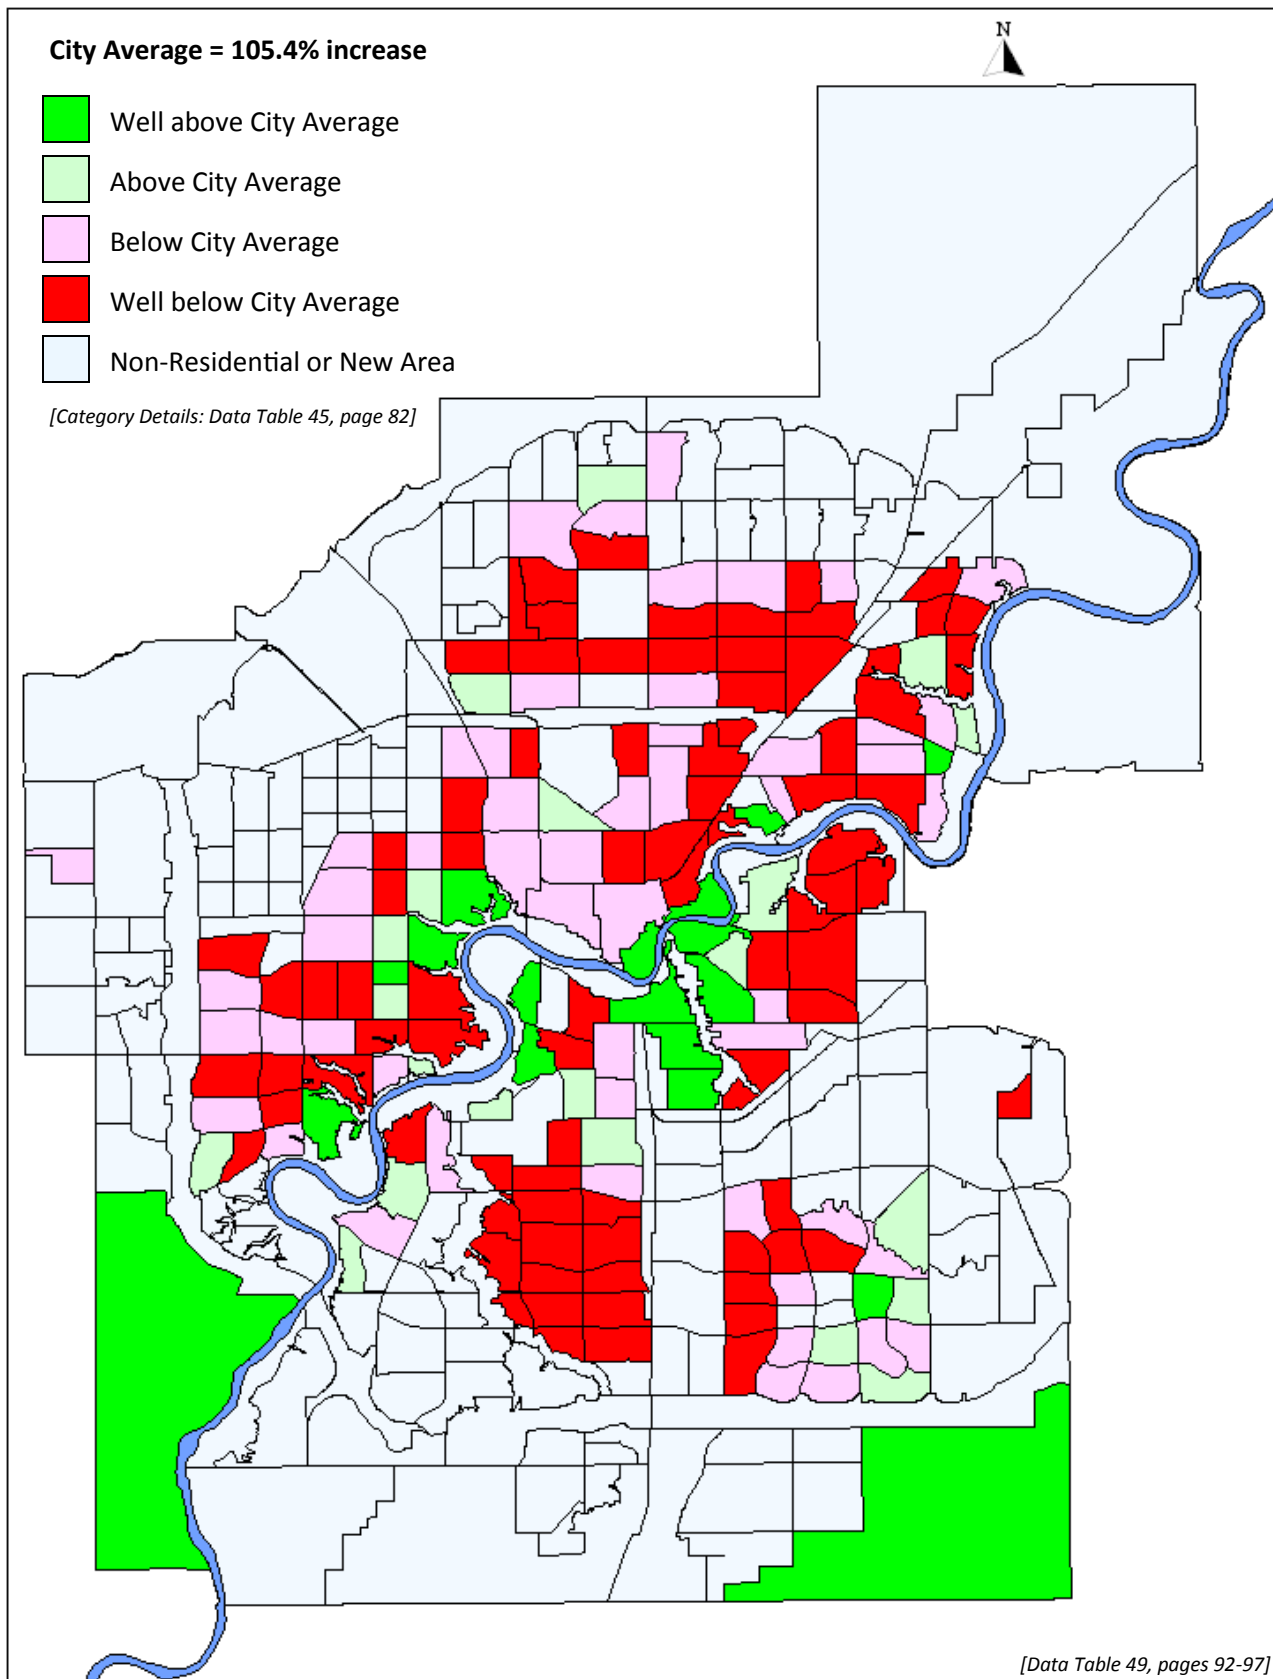 City Average = 105.4% increase
N
Well above City Average
Above City Average
Below City Average
Well below City Average
Non-Residential or New Area
[Category Details: Data Table 45, page 82]
[Data Table 49, pages 92-97]